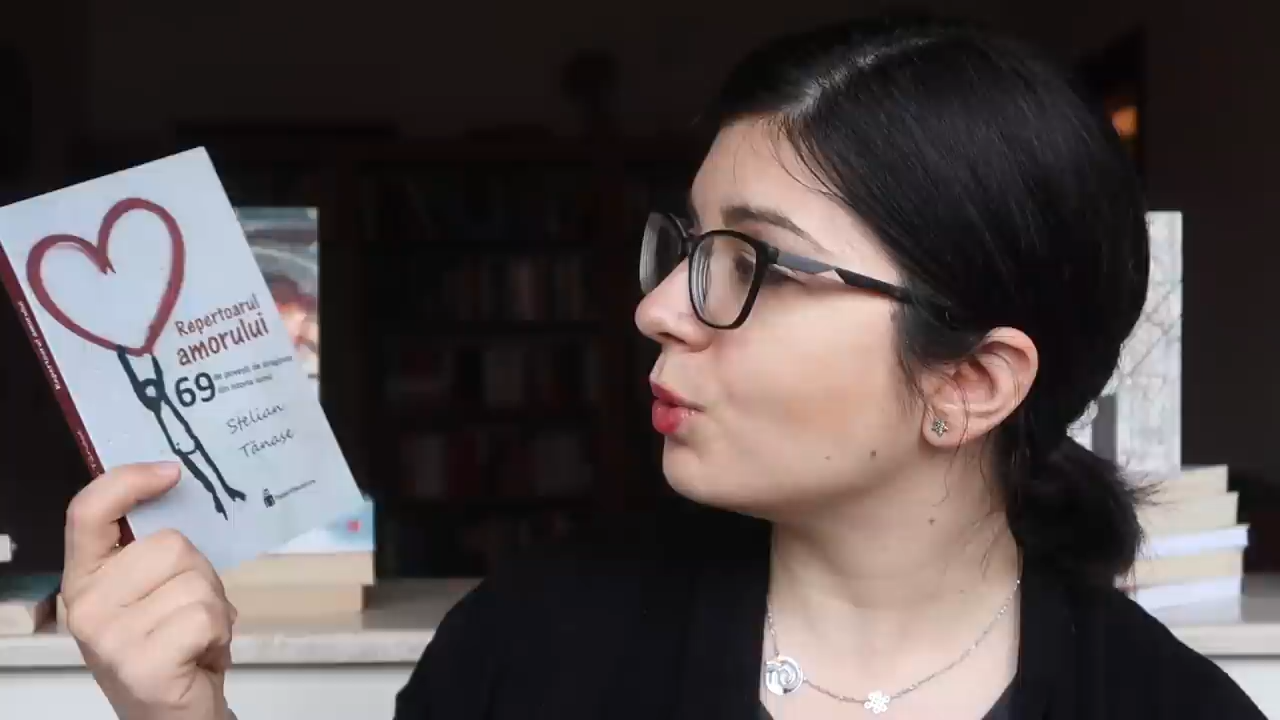 Repertoarul
amorului
69
de povești de dragoste
din istoria lumii
Stelian
Tănase